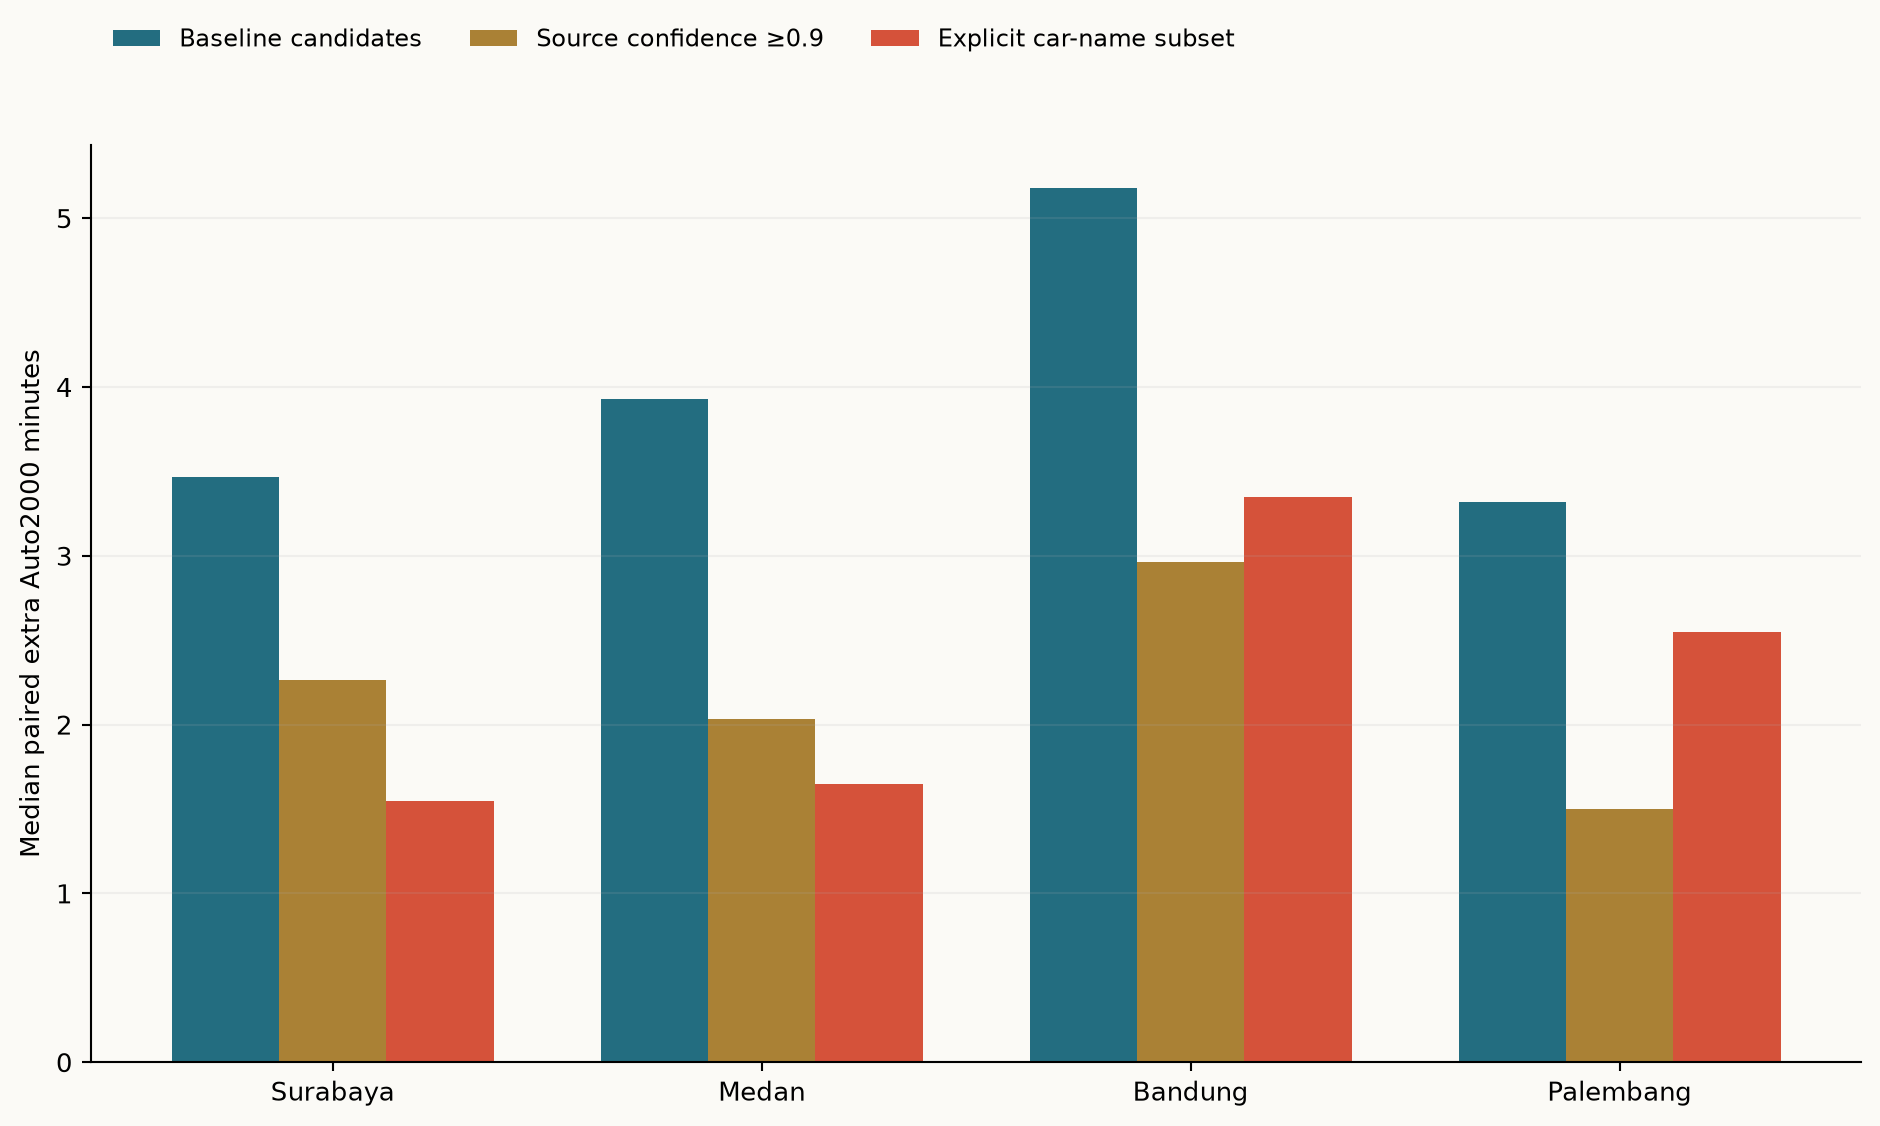 Baseline candidates
Source confidence ≥0.9
Explicit car-name subset
Median paired extra Auto2000 minutes
5
4
3
2
1
0
Surabaya
Medan
Bandung
Palembang